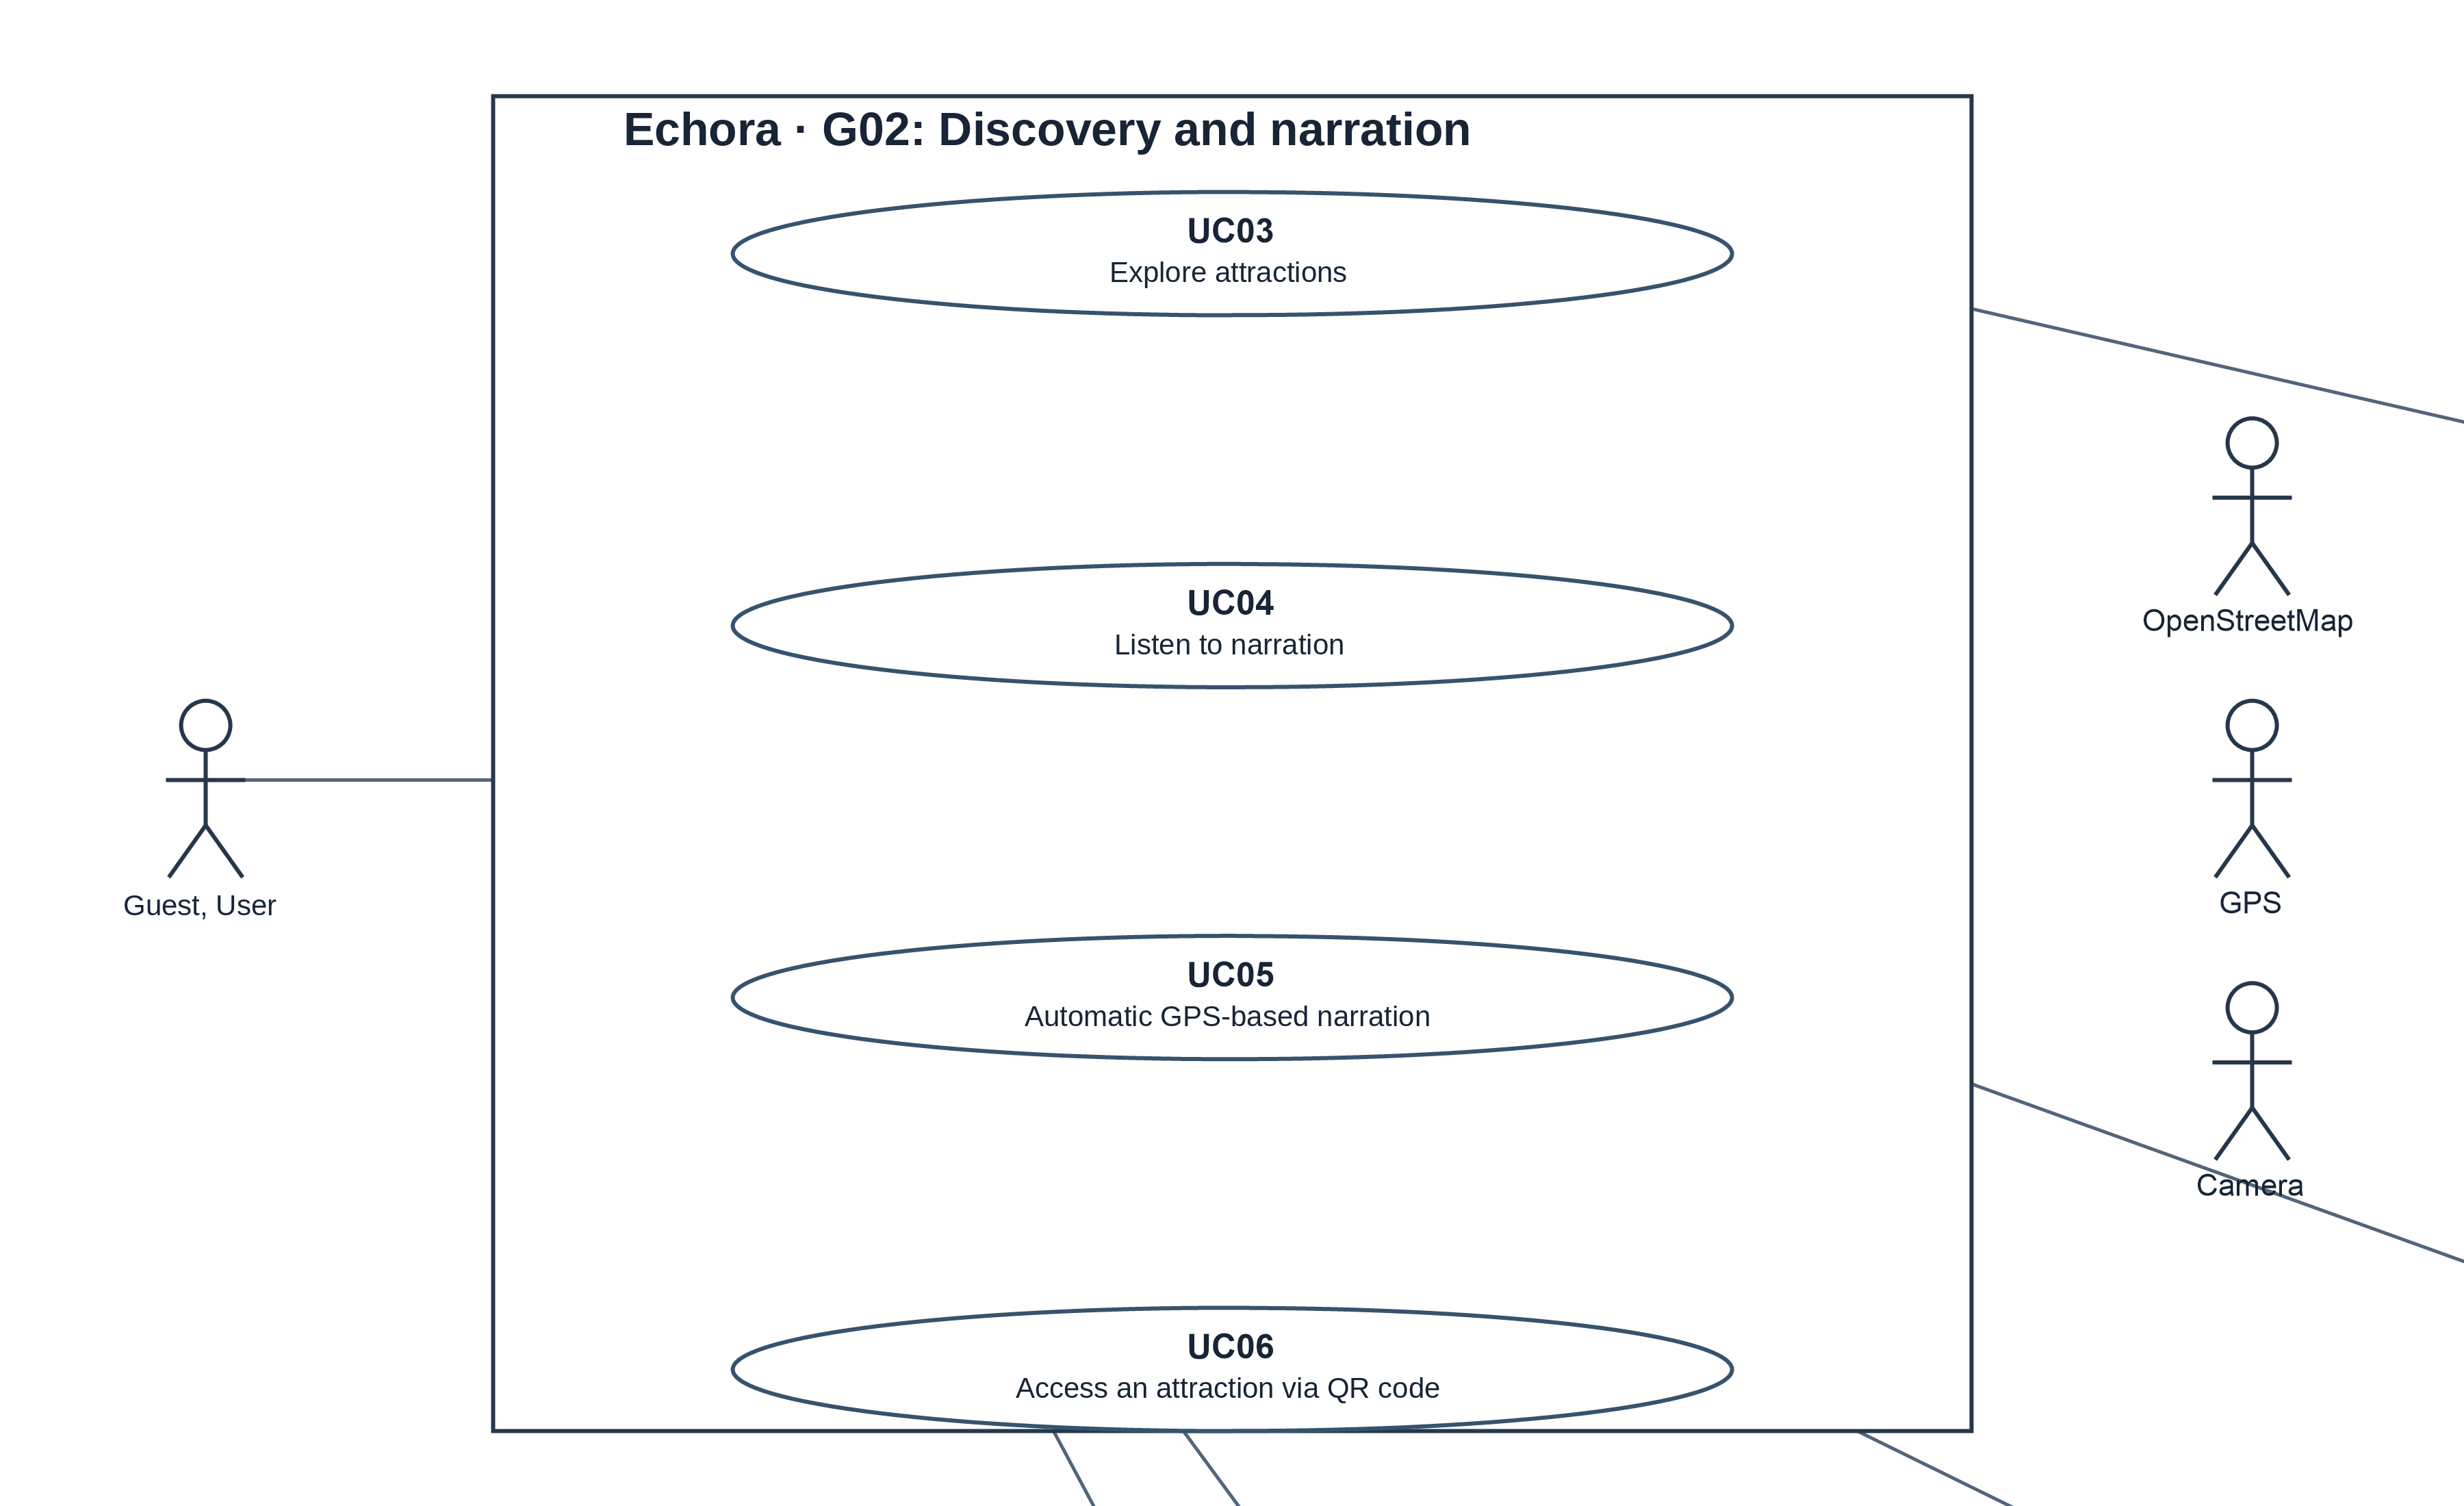 Echora · G02: Discovery and narration
UC03
Explore attractions
OpenStreetMap
UC04
Listen to narration
Guest, User
GPS
UC05
Automatic GPS-based narration
Camera
UC06
Access an attraction via QR code